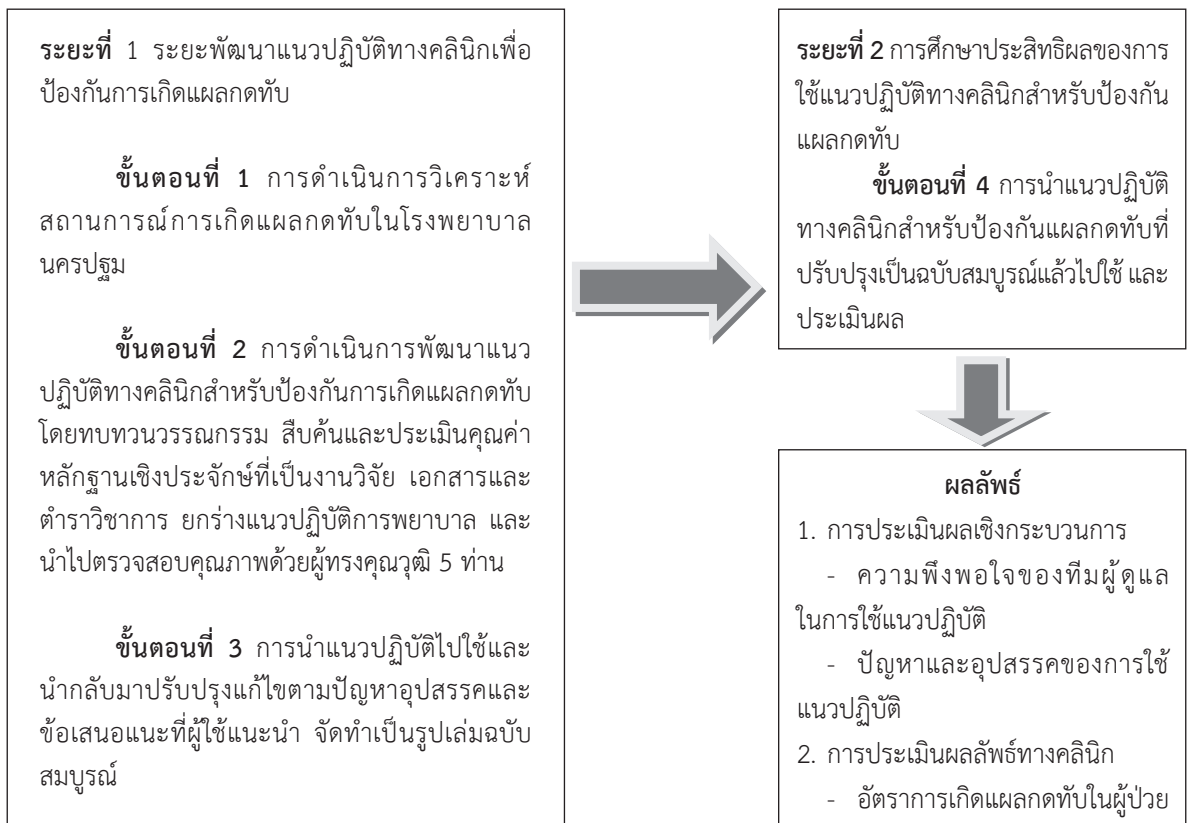 ระยะที่ 1 ระยะพัฒนาแนวปฏิบัติทางคลินิกเพื่อ
ป้องกันการเกิดแผลกดทับ
ขั้นตอนที่ 1 การดำเนินการวิเคราะห์
สถานการณ์การเกิดแผลกดทับในโรงพยาบาล
นครปฐม
ขั้นตอนที่ 2 การดำเนินการพัฒนาแนว
ปฏิบัติทางคลินิกสำหรับป้องกันการเกิดแผลกดทับ
โดยทบทวนวรรณกรรม สืบค้นและประเมินคุณค่า
หลักฐานเชิงประจักษ์ที่เป็นงานวิจัย เอกสารและ
ตำราวิชาการ ยกร่างแนวปฏิบัติการพยาบาล และ
นำไปตรวจสอบคุณภาพด้วยผู้ทรงคุณวุฒิ 5 ท่าน
ขั้นตอนที่ 3 การนำแนวปฏิบัติไปใช้และ
นำกลับมาปรับปรุงแก้ไขตามปัญหาอุปสรรคและ
ข้อเสนอแนะที่ผู้ใช้แนะนำ จัดทำเป็นรูปเล่มฉบับ
สมบูรณ์
ระยะที่ 2 การศึกษาประสิทธิผลของการ
ใช้แนวปฏิบัติทางคลินิกสำหรับป้องกัน
แผลกดทับ
ขั้นตอนที่ 4 การนำแนวปฏิบัติ
ทางคลินิกสำหรับป้องกันแผลกดทับที่
ปรับปรุงเป็นฉบับสมบูรณ์แล้วไปใช้ และ
ประเมินผล
ผลลัพธ์
1. การประเมินผลเชิงกระบวนการ
- ความพึงพอใจของทีมผู้ดูแล
ในการใช้แนวปฏิบัติ
- ปัญหาและอุปสรรคของการใช้
แนวปฏิบัติ
2. การประเมินผลลัพธ์ทางคลินิก
- อัตราการเกิดแผลกดทับในผู้ป่วย